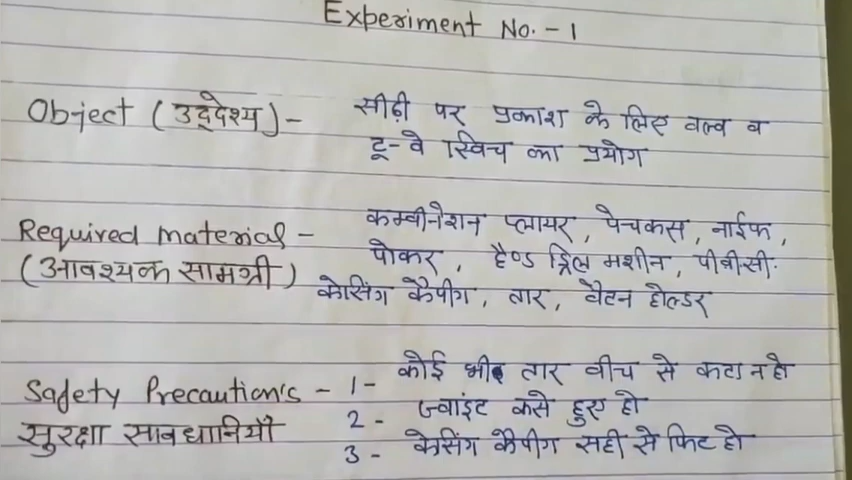 Experiment No. - 1
Object (उद्देश्य) - सीढ़ी पर प्रकाश के लिए वल्व व
टू-वे स्विच का प्रयोग
Required material - कम्बीनेशन प्लायर, पेचकस, नाईफ,
(आवश्यक सामग्री) पोकर, हैण्ड ड्रिल मशीन, पीवीसी.
केसिंग कैपीग, तार, वैटन होल्डर
Safety Precaution's - 1- कोई भी तार वीच से कटा न हो
सुरक्षा सावधानियाँ 2 - ज्वाइंट कसे हुए हो
3 - केसिंग कैपीग सही से फिट हो